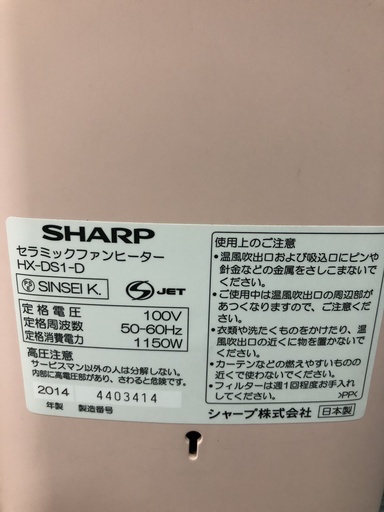 SHARP
セラミックファンヒーター
HX-DS1-D
SINSEI K.
JET
定格電圧 100V
定格周波数 50-60Hz
定格消費電力 1150W
高圧注意
サービスマン以外の人は分解しない。
内部に高電圧部があり、さわると危険です。
2014年製 製造番号 4403414
使用上のご注意
•温風吹出口および吸込口にピンや
針金などの金属をさしこまないで
ください。
•ご使用中は温風吹出口の周辺部が
あつくなりますので、ご注意くださ
い。
•衣類や洗たくものをかけたり、温
風吹出口の近くに物を置かないで
ください。
•カーテンなどの燃えやすいものの
近くで使わないでください。
•フィルターは週1回程度お手入れ
してください。
>PP<
シャープ株式会社 日本製